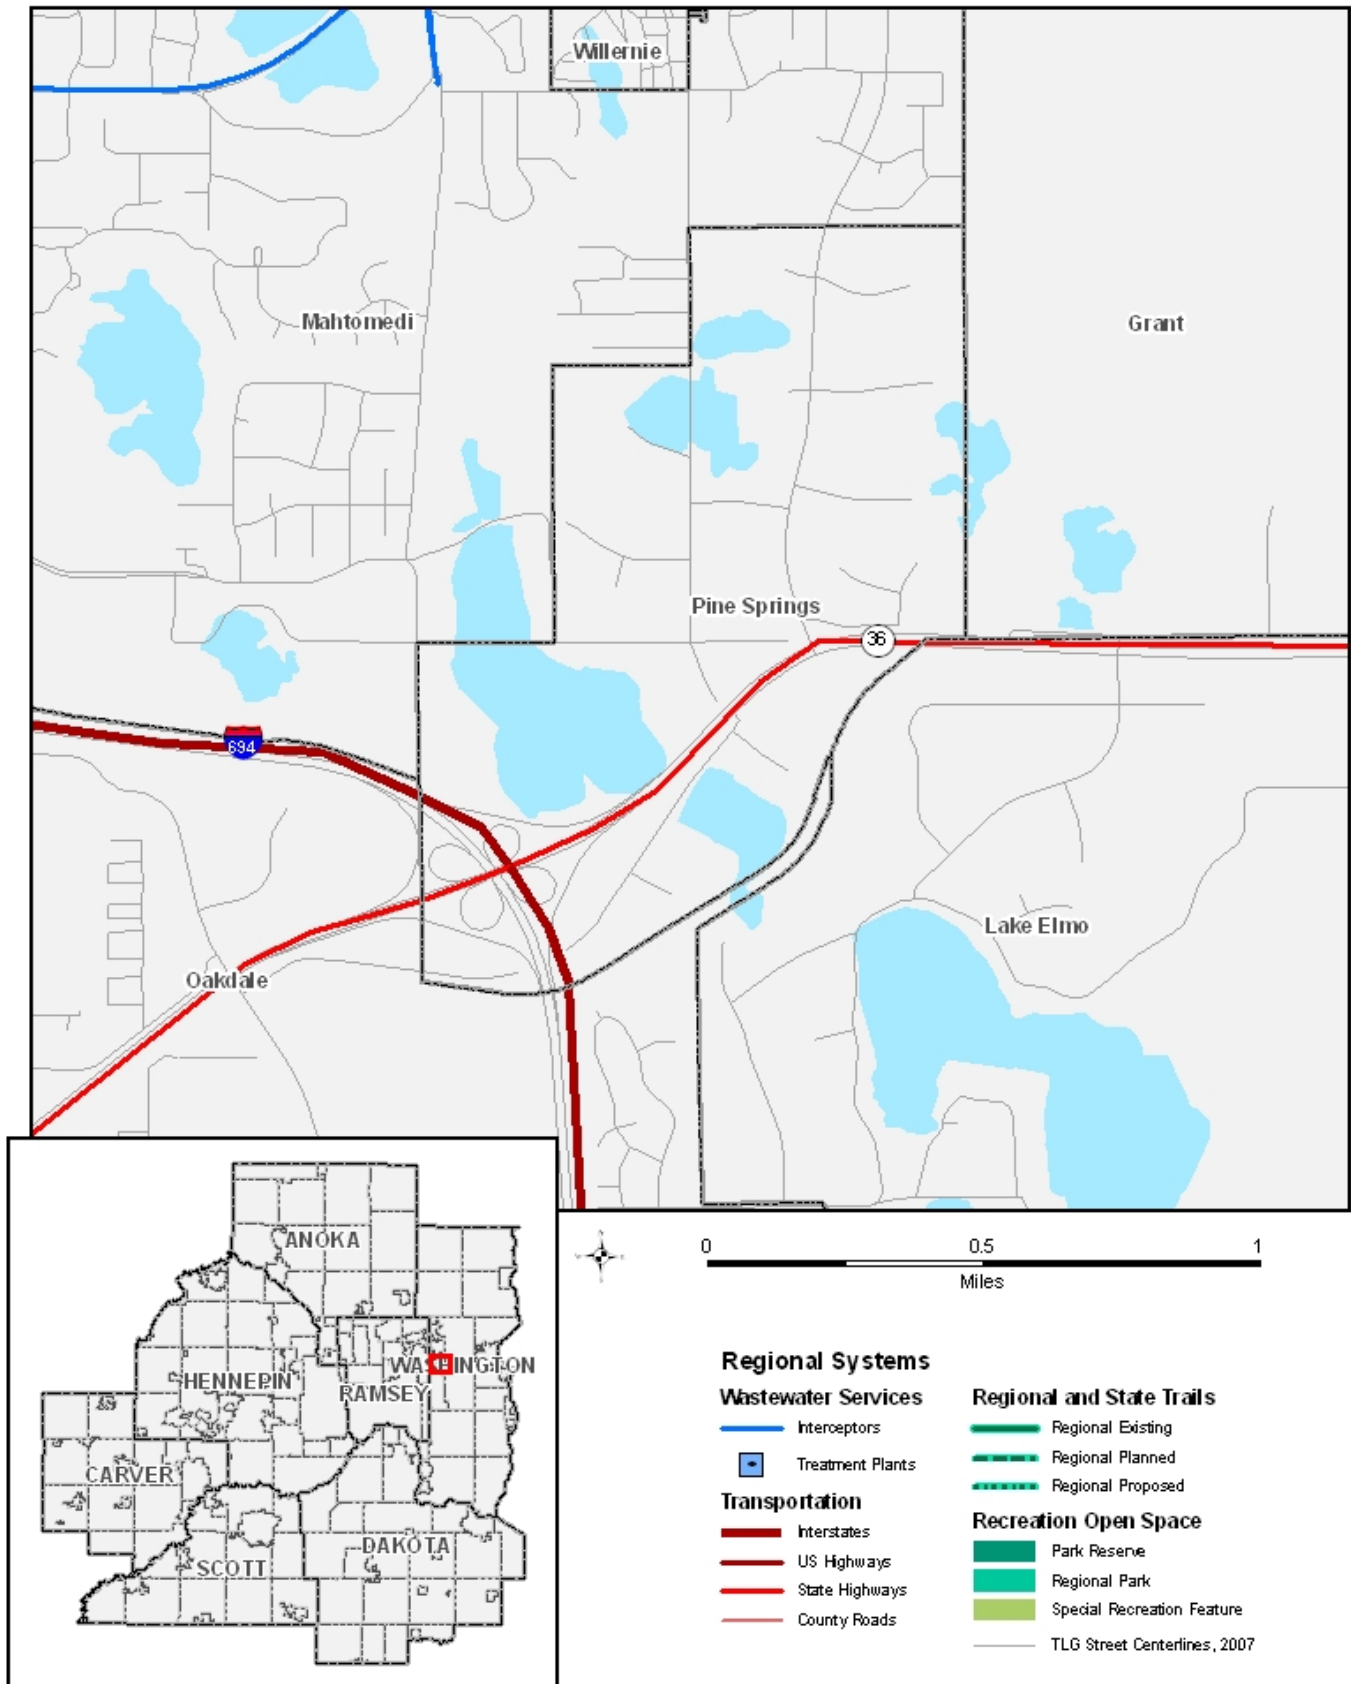 Willernie
Mahtomedi
Grant
Pine Springs
36
694
Lake Elmo
Oakdale
ANOKA
WASHINGTON
HENNEPIN
RAMSEY
CARVER
DAKOTA
SCOTT
0 0.5 1
Miles
Regional Systems
Wastewater Services
Interceptors
Treatment Plants
Transportation
Interstates
US Highways
State Highways
County Roads
Regional and State Trails
Regional Existing
Regional Planned
Regional Proposed
Recreation Open Space
Park Reserve
Regional Park
Special Recreation Feature
TLG Street Centerlines, 2007